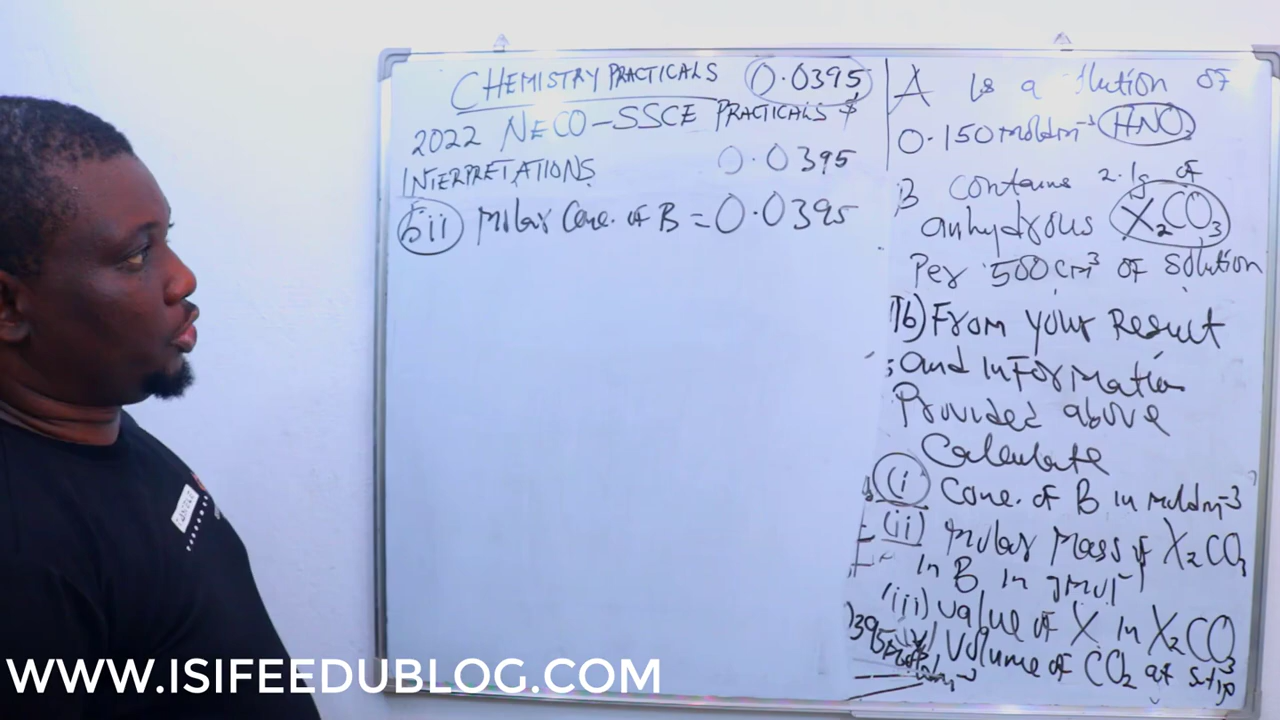 CHEMISTRY PRACTICALS 0.0395
2022 NECO-SSCE PRACTICALS $
INTERPRETATIONS 0.0395
bii Molar Conc. of B = 0.0395
A is a solution of
0.150moldm⁻³ HNO₃
B contains 2.1g of
anhydrous X₂CO₃
Per 500cm³ of solution
1b) From your Result
and information
Provided above
Calculate
(i) Conc. of B in moldm⁻³
(ii) Molar Mass of X₂CO₃
in B in gmol⁻¹
(iii) value of X in X₂CO₃
Volume of CO₂ at s.t.p
WWW.ISIFEEDUBLOG.COM